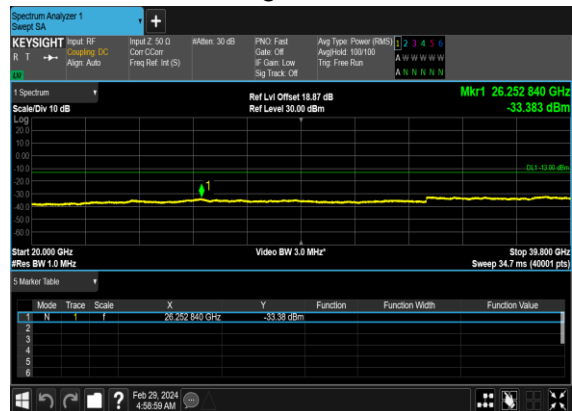 Spectrum Analyzer 1
Swept SA
+
KEYSIGHT
R T
Input: RF
Coupling: DC
Align: Auto
Input Z: 50 Ω
Corr CCorr
Freq Ref: Int (S)
#Atten: 30 dB
PNO: Fast
Gate: Off
IF Gain: Low
Sig Track: Off
Avg Type: Power (RMS)
Avg|Hold: 100/100
Trig: Free Run
1 2 3 4 5 6
A W W W W W
A N N N N N
1 Spectrum
Scale/Div 10 dB
Log
Ref Lvl Offset 18.87 dB
Ref Level 30.00 dBm
Mkr1 26.252 840 GHz
-33.383 dBm
20.0
10.0
0.00
-10.0
-20.0
-30.0
-40.0
-50.0
-60.0
DL1 -13.00 dBm
1
Start 20.000 GHz
#Res BW 1.0 MHz
Video BW 3.0 MHz*
Stop 39.800 GHz
Sweep 34.7 ms (40001 pts)
5 Marker Table
Mode Trace Scale X Y Function Function Width Function Value
1 N 1 f 26.252 840 GHz -33.38 dBm
2
3
4
5
6
?
Feb 29, 2024
4:58:59 AM